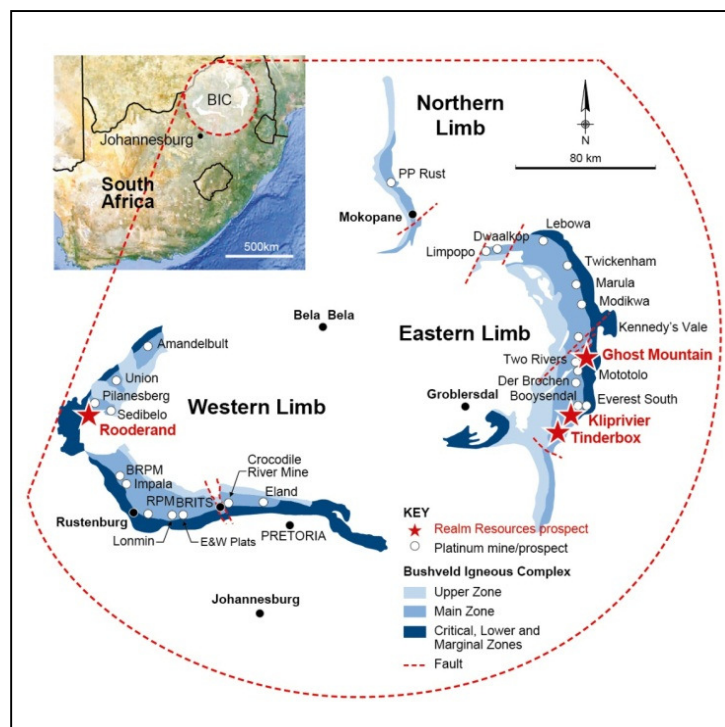 BIC
Johannesburg
South
Africa
500km
Northern
Limb
N
80 km
PP Rust
Mokopane
Lebowa
Dwaalkop
Limpopo
Twickenham
Marula
Modikwa
Kennedy's Vale
Bela Bela
Eastern Limb
Ghost Mountain
Two Rivers
Mototolo
Der Brochen
Booysendal
Everest South
Groblersdal
Kliprivier
Tinderbox
Amandelbult
Union
Pilanesberg
Sedibelo
Rooderand
Western Limb
BRPM
Impala
Crocodile
River Mine
RPM
BRITS
Eland
Rustenburg
Lonmin
E&W Plats
PRETORIA
Johannesburg
KEY
Realm Resources prospect
Platinum mine/prospect
Bushveld Igneous Complex
Upper Zone
Main Zone
Critical, Lower and
Marginal Zones
Fault